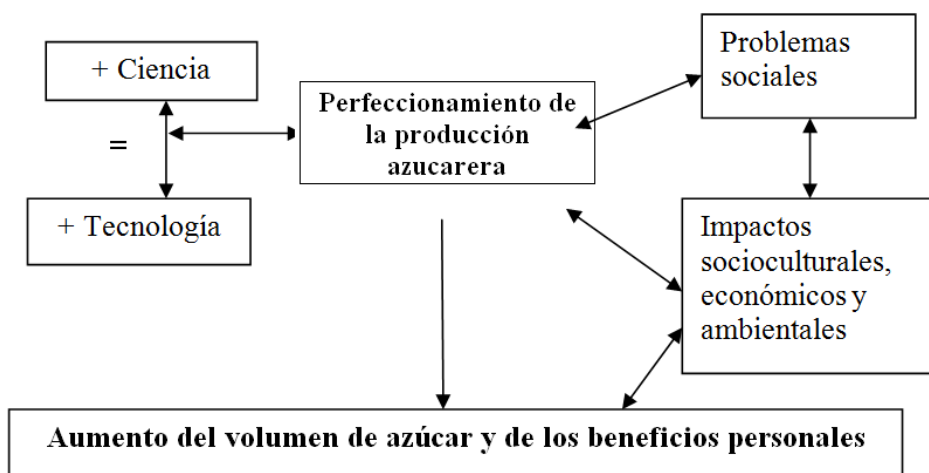 + Ciencia
=
+ Tecnología
Perfeccionamiento de
la producción
azucarera
Problemas
sociales
Impactos
socioculturales,
económicos y
ambientales
Aumento del volumen de azúcar y de los beneficios personales